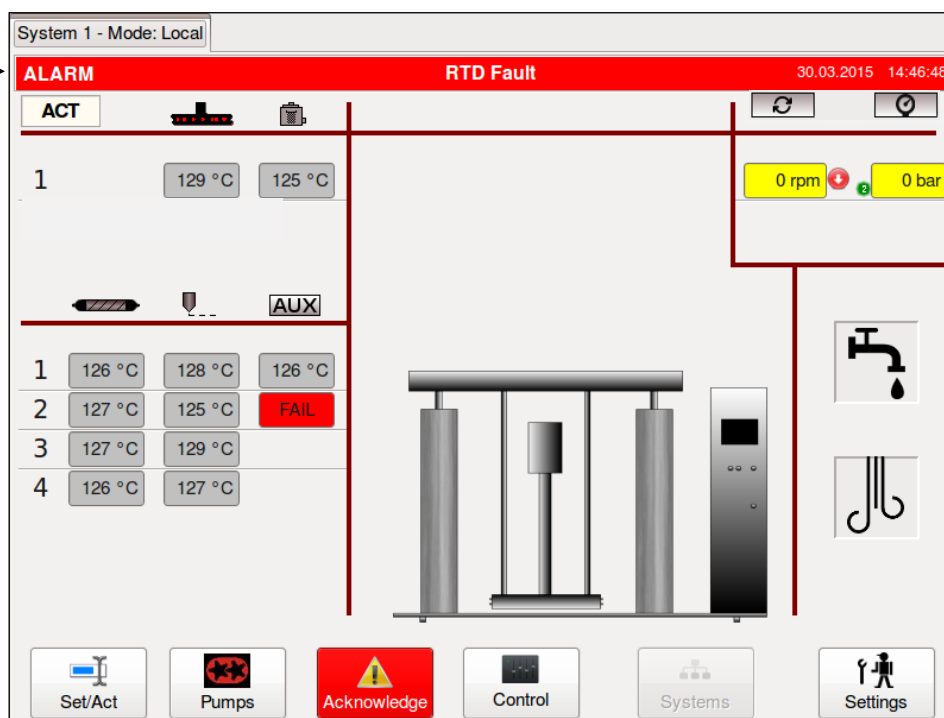 System 1 - Mode: Local
ALARM RTD Fault 30.03.2015 14:46:48
ACT
1 129 °C 125 °C 0 rpm 2 0 bar
AUX
1 126 °C 128 °C 126 °C
2 127 °C 125 °C FAIL
3 127 °C 129 °C
4 126 °C 127 °C
Set/Act Pumps Acknowledge Control Systems Settings